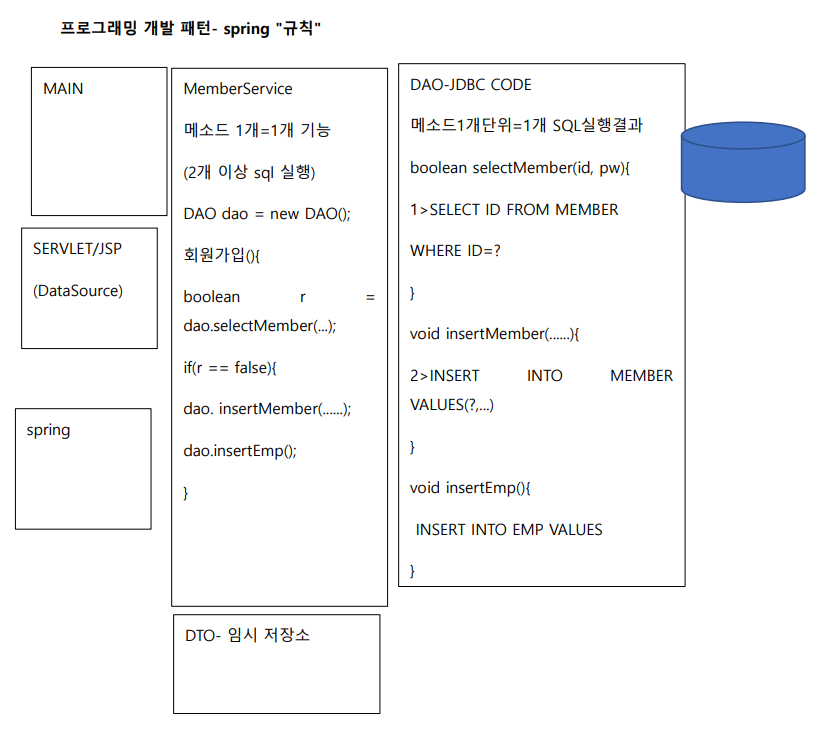 프로그래밍 개발 패턴- spring "규칙"
MAIN
SERVLET/JSP
(DataSource)
spring
MemberService
메소드 1개=1개 기능
(2개 이상 sql 실행)
DAO dao = new DAO();
회원가입(){
boolean r =
dao.selectMember(...);
if(r == false){
dao. insertMember(......);
dao.insertEmp();
}
DTO- 임시 저장소
DAO-JDBC CODE
메소드1개단위=1개 SQL실행결과
boolean selectMember(id, pw){
1>SELECT ID FROM MEMBER
WHERE ID=?
}
void insertMember(......){
2>INSERT INTO MEMBER
VALUES(?,...)
}
void insertEmp(){
INSERT INTO EMP VALUES
}